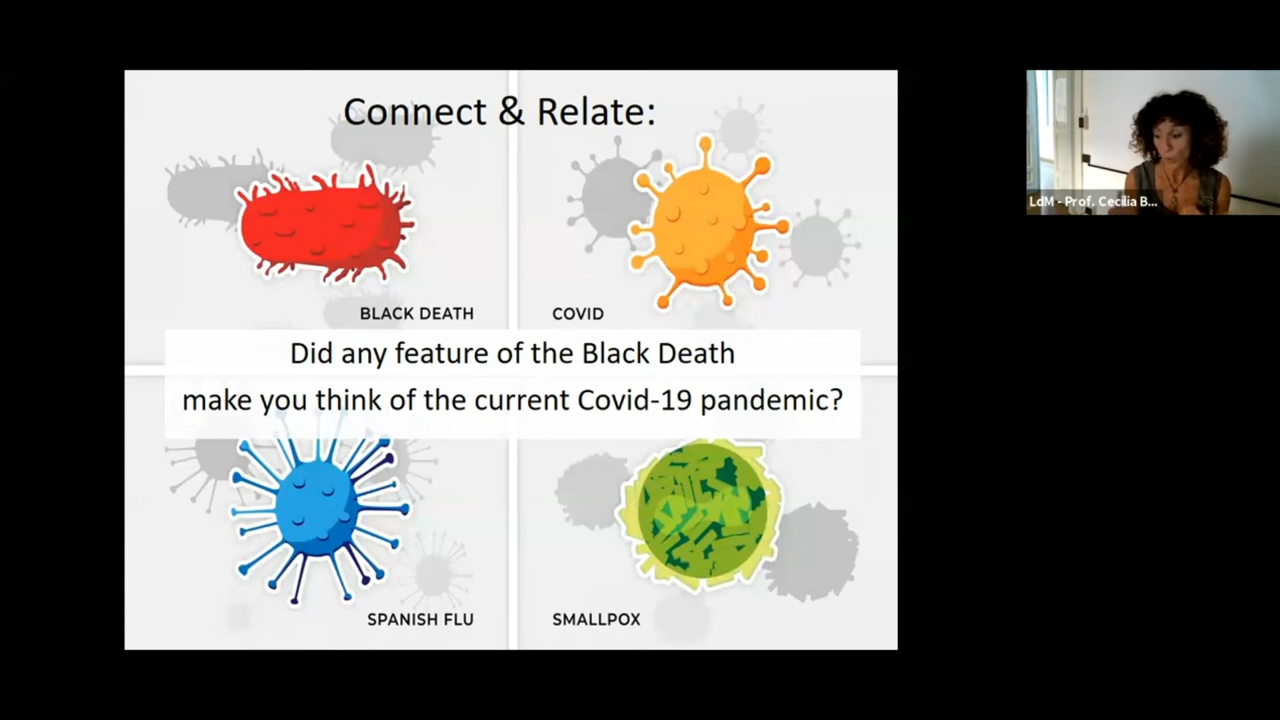 Connect & Relate:
BLACK DEATH
COVID
Did any feature of the Black Death
make you think of the current Covid-19 pandemic?
SPANISH FLU
SMALLPOX
LdM - Prof. Cecilia B...